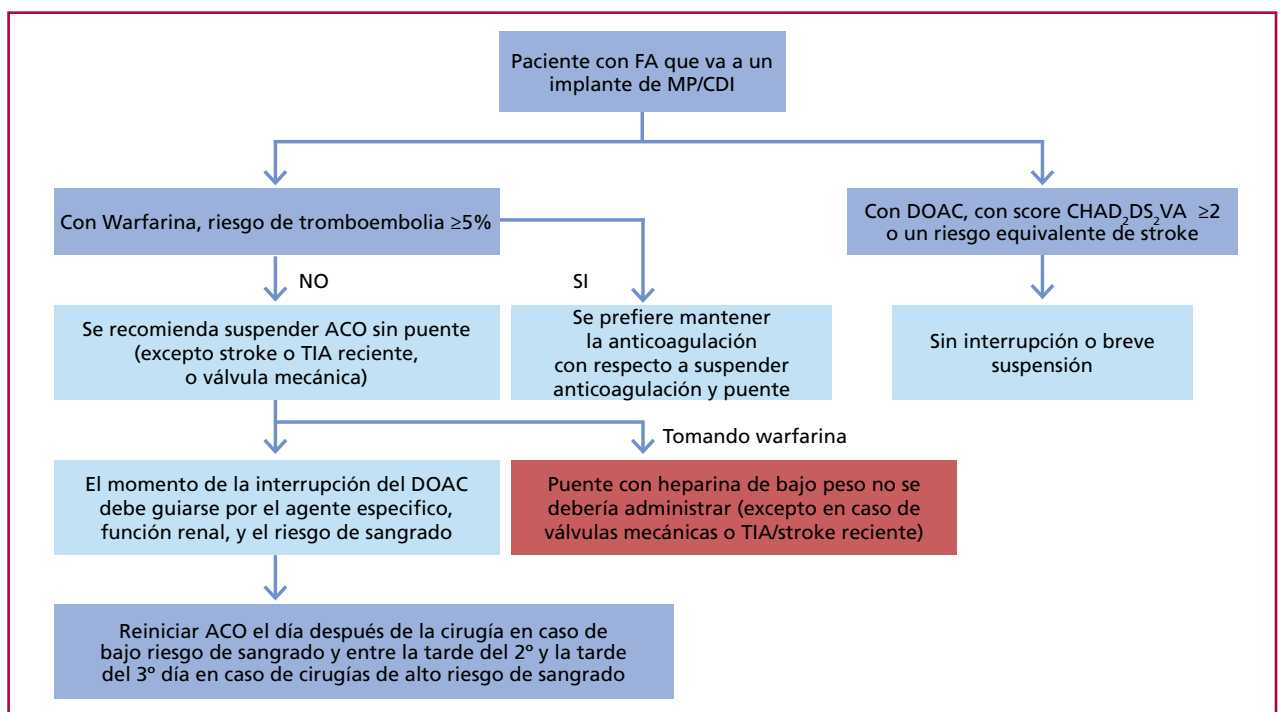 Paciente con FA que va a un
implante de MP/CDI
Con Warfarina, riesgo de tromboembolia ≥5%
Con DOAC, con score CHAD₂DS₂VA ≥2
o un riesgo equivalente de stroke
NO
SI
Se recomienda suspender ACO sin puente
(excepto stroke o TIA reciente,
o válvula mecánica)
Se prefiere mantener
la anticoagulación
con respecto a suspender
anticoagulación y puente
Sin interrupción o breve
suspensión
Tomando warfarina
El momento de la interrupción del DOAC
debe guiarse por el agente especifico,
función renal, y el riesgo de sangrado
Puente con heparina de bajo peso no se
debería administrar (excepto en caso de
válvulas mecánicas o TIA/stroke reciente)
Reiniciar ACO el día después de la cirugía en caso de
bajo riesgo de sangrado y entre la tarde del 2º y la tarde
del 3º día en caso de cirugías de alto riesgo de sangrado